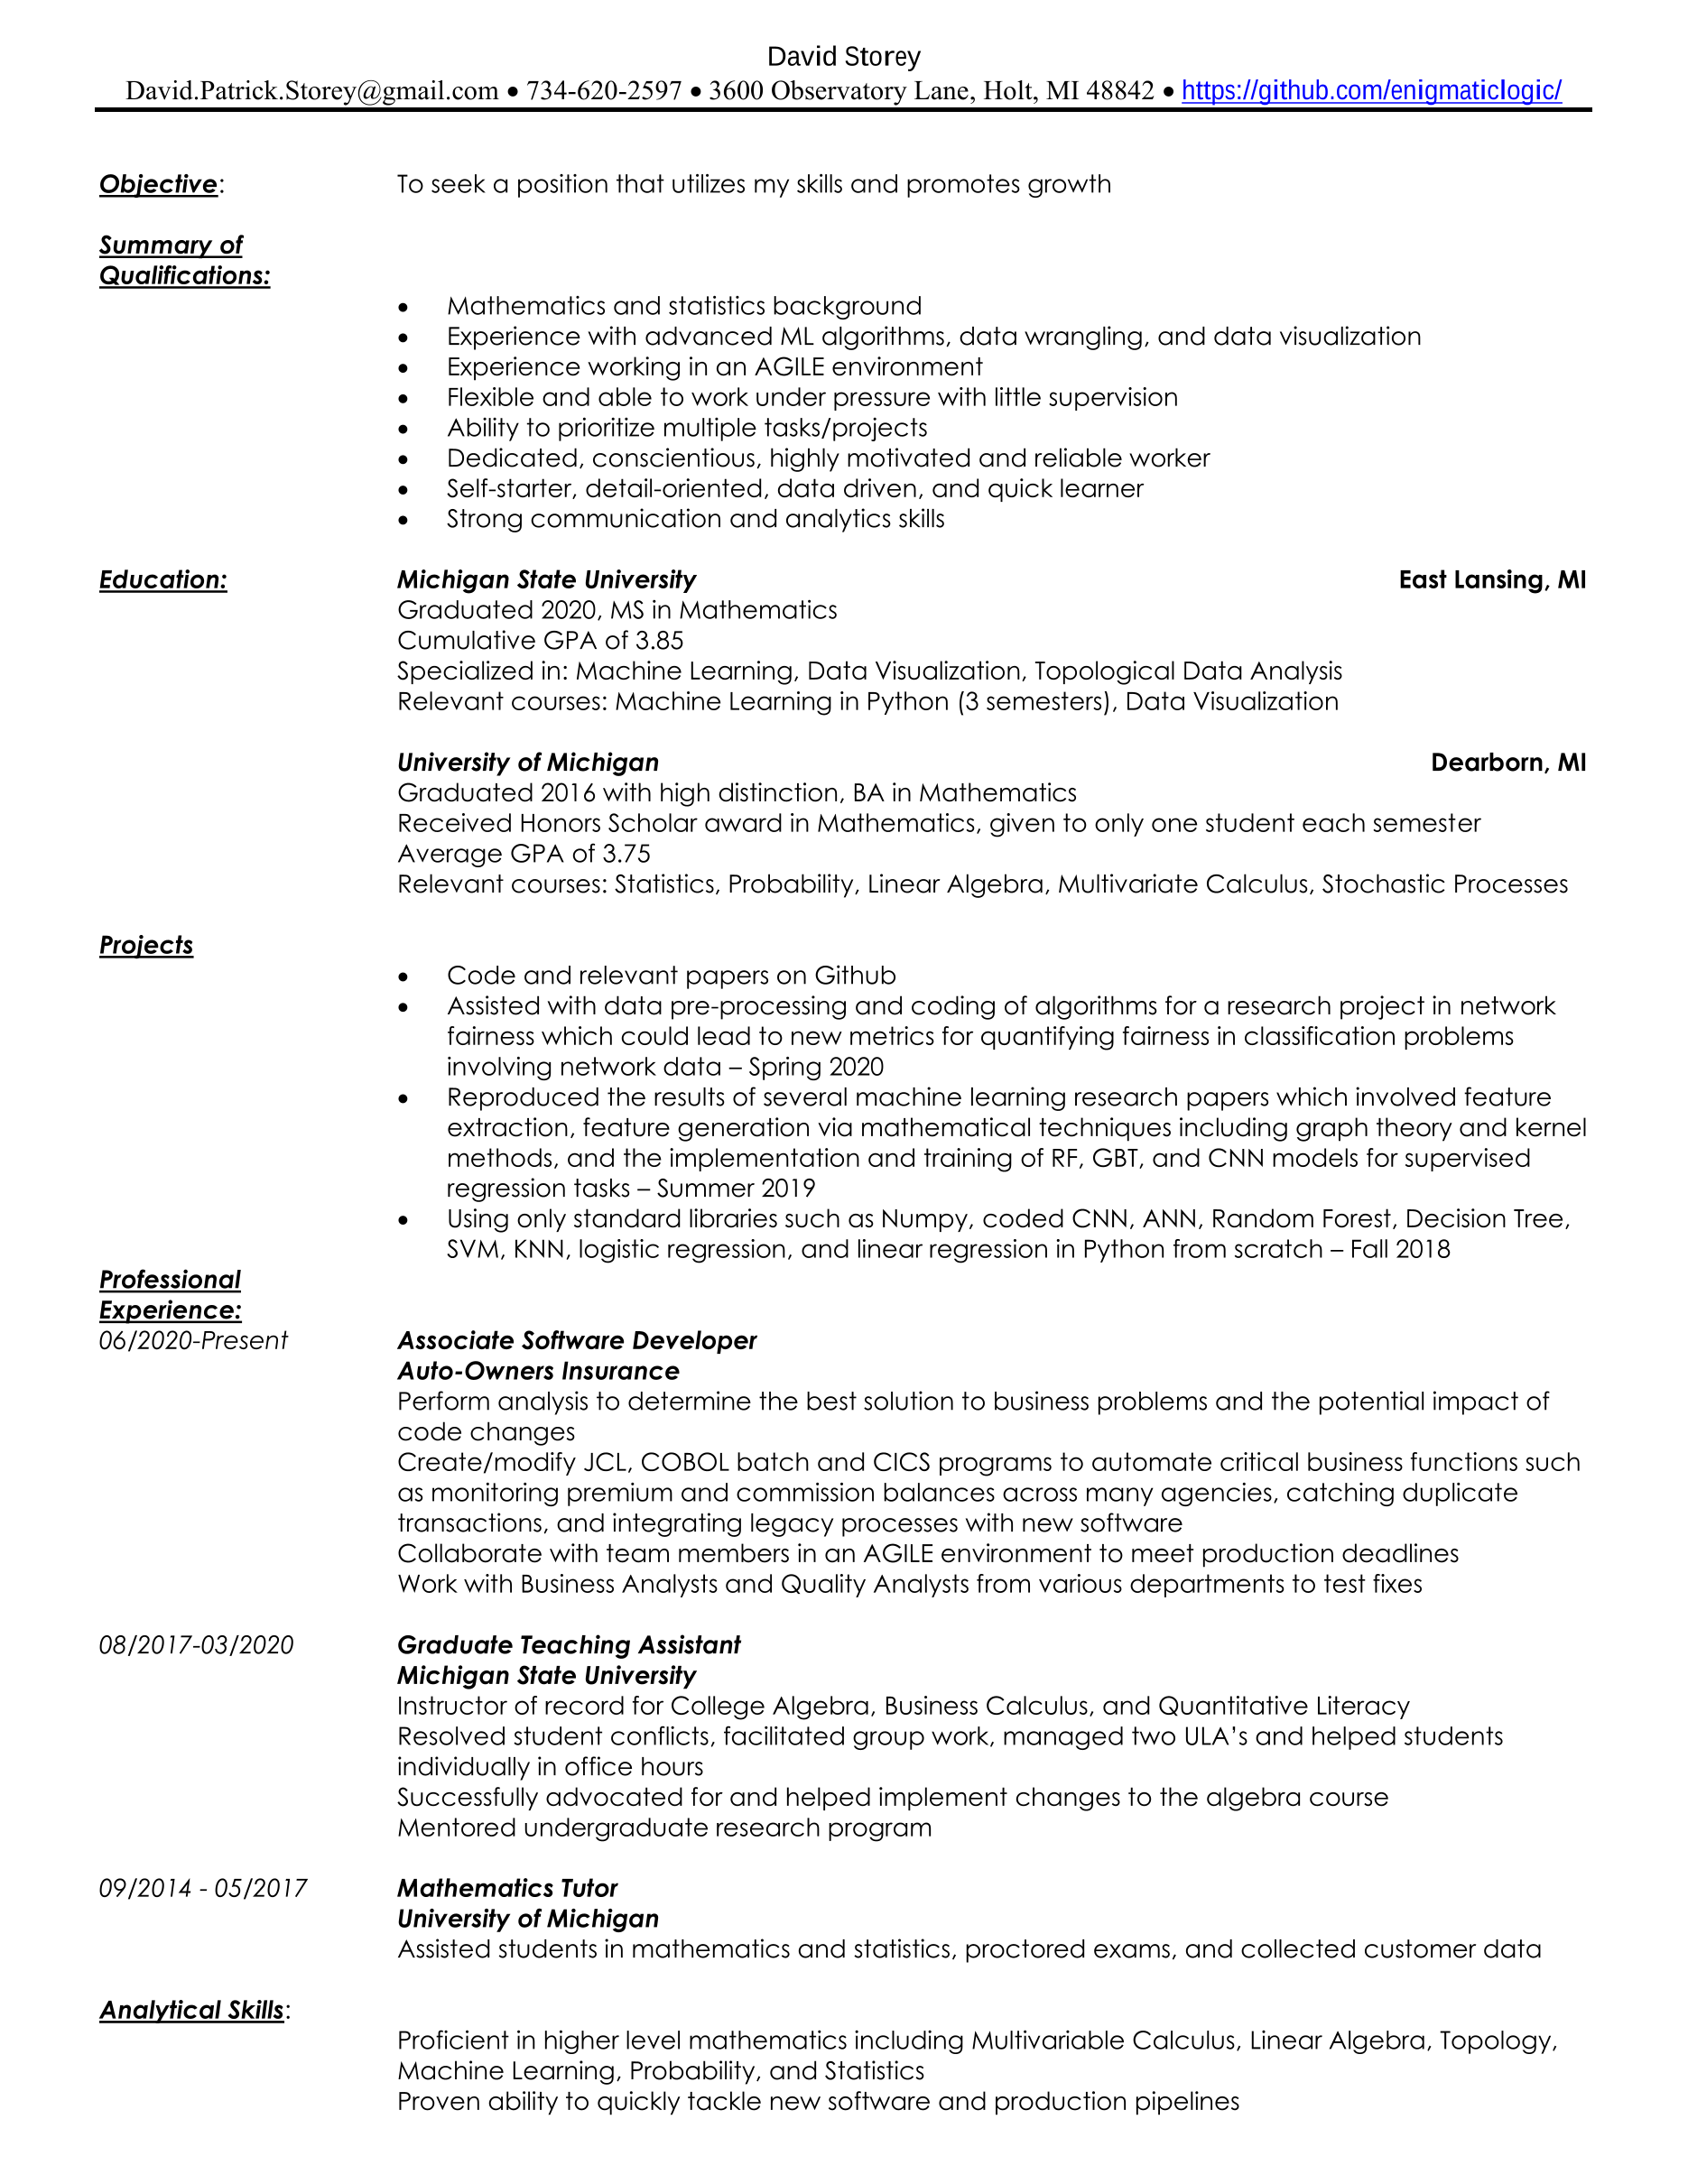 David Storey
David.Patrick.Storey@gmail.com • 734-620-2597 • 3600 Observatory Lane, Holt, MI 48842 • https://github.com/enigmaticlogic/
Objective: To seek a position that utilizes my skills and promotes growth
Summary of
Qualifications:
• Mathematics and statistics background
• Experience with advanced ML algorithms, data wrangling, and data visualization
• Experience working in an AGILE environment
• Flexible and able to work under pressure with little supervision
• Ability to prioritize multiple tasks/projects
• Dedicated, conscientious, highly motivated and reliable worker
• Self-starter, detail-oriented, data driven, and quick learner
• Strong communication and analytics skills
Education: Michigan State University East Lansing, MI
Graduated 2020, MS in Mathematics
Cumulative GPA of 3.85
Specialized in: Machine Learning, Data Visualization, Topological Data Analysis
Relevant courses: Machine Learning in Python (3 semesters), Data Visualization
University of Michigan Dearborn, MI
Graduated 2016 with high distinction, BA in Mathematics
Received Honors Scholar award in Mathematics, given to only one student each semester
Average GPA of 3.75
Relevant courses: Statistics, Probability, Linear Algebra, Multivariate Calculus, Stochastic Processes
Projects
• Code and relevant papers on Github
• Assisted with data pre-processing and coding of algorithms for a research project in network
fairness which could lead to new metrics for quantifying fairness in classification problems
involving network data – Spring 2020
• Reproduced the results of several machine learning research papers which involved feature
extraction, feature generation via mathematical techniques including graph theory and kernel
methods, and the implementation and training of RF, GBT, and CNN models for supervised
regression tasks – Summer 2019
• Using only standard libraries such as Numpy, coded CNN, ANN, Random Forest, Decision Tree,
SVM, KNN, logistic regression, and linear regression in Python from scratch – Fall 2018
Professional
Experience:
06/2020-Present Associate Software Developer
Auto-Owners Insurance
Perform analysis to determine the best solution to business problems and the potential impact of
code changes
Create/modify JCL, COBOL batch and CICS programs to automate critical business functions such
as monitoring premium and commission balances across many agencies, catching duplicate
transactions, and integrating legacy processes with new software
Collaborate with team members in an AGILE environment to meet production deadlines
Work with Business Analysts and Quality Analysts from various departments to test fixes
08/2017-03/2020 Graduate Teaching Assistant
Michigan State University
Instructor of record for College Algebra, Business Calculus, and Quantitative Literacy
Resolved student conflicts, facilitated group work, managed two ULA’s and helped students
individually in office hours
Successfully advocated for and helped implement changes to the algebra course
Mentored undergraduate research program
09/2014 - 05/2017 Mathematics Tutor
University of Michigan
Assisted students in mathematics and statistics, proctored exams, and collected customer data
Analytical Skills:
Proficient in higher level mathematics including Multivariable Calculus, Linear Algebra, Topology,
Machine Learning, Probability, and Statistics
Proven ability to quickly tackle new software and production pipelines